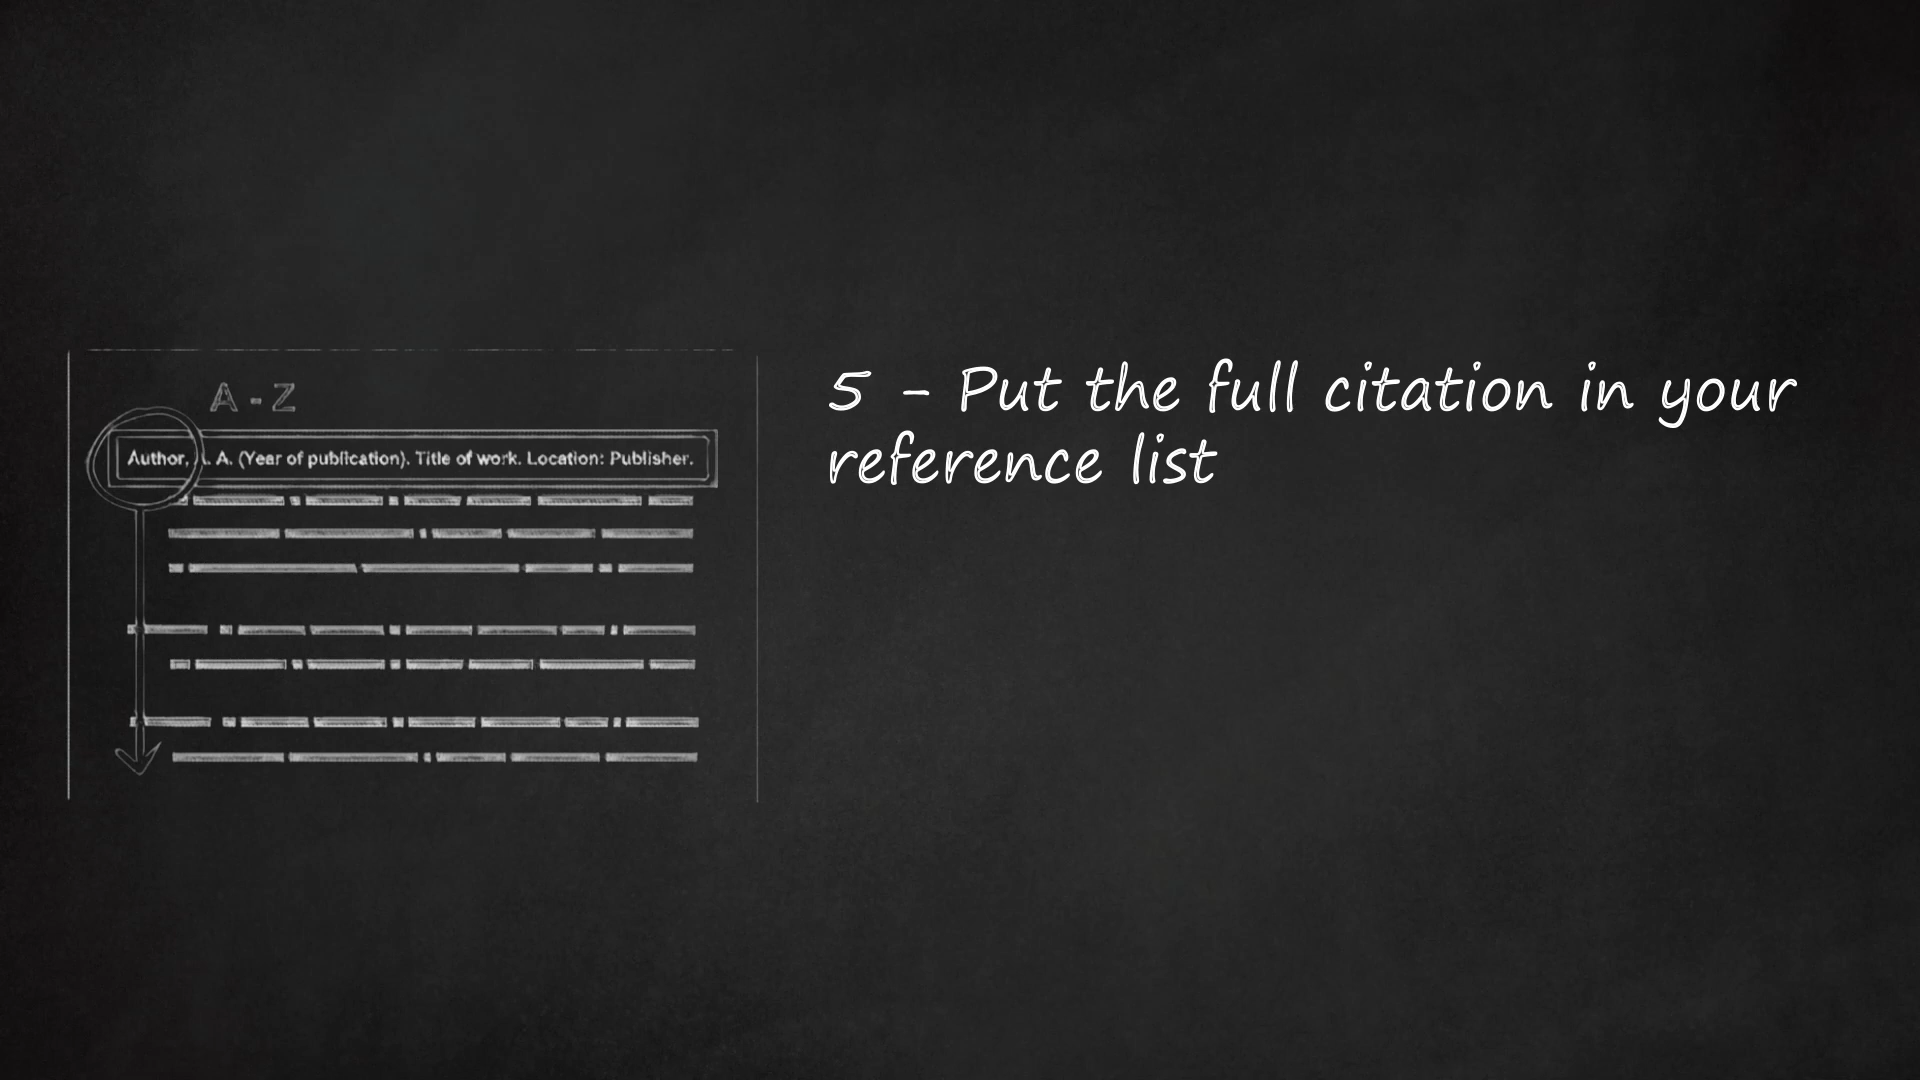 A - Z
Author, A. A. (Year of publication). Title of work. Location: Publisher.
5 - Put the full citation in your
reference list